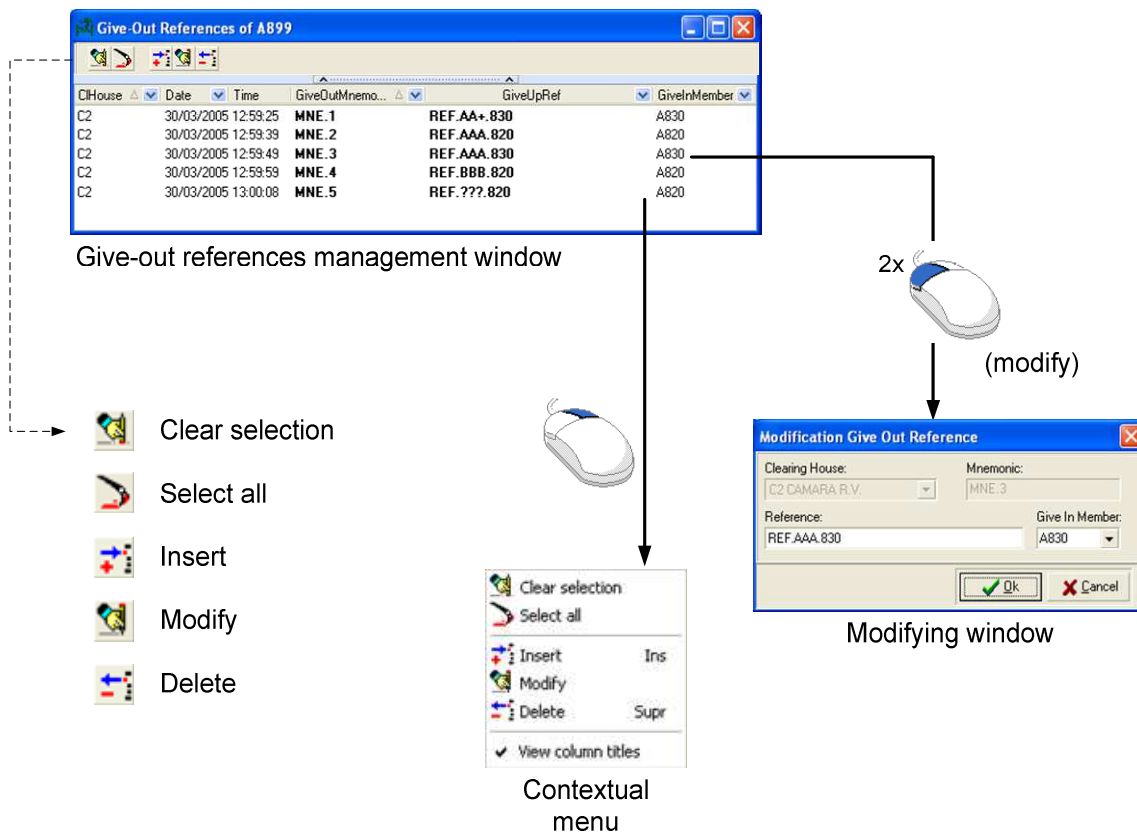 Give-Out References of A899
ClHouse Date Time GiveOutMnemo... GiveUpRef GiveInMember
C2 30/03/2005 12:59:25 MNE.1 REF.AA+.830 A830
C2 30/03/2005 12:59:39 MNE.2 REF.AAA.820 A820
C2 30/03/2005 12:59:49 MNE.3 REF.AAA.830 A830
C2 30/03/2005 12:59:59 MNE.4 REF.BBB.820 A820
C2 30/03/2005 13:00:08 MNE.5 REF.???.820 A820
Give-out references management window
2x
(modify)
Clear selection
Select all
Insert
Modify
Delete
Clear selection
Select all
Insert Ins
Modify
Delete Supr
View column titles
Contextual
menu
Modification Give Out Reference
Clearing House: Mnemonic:
C2 CAMARA R.V. MNE.3
Reference: Give In Member:
REF.AAA.830 A830
Ok Cancel
Modifying window